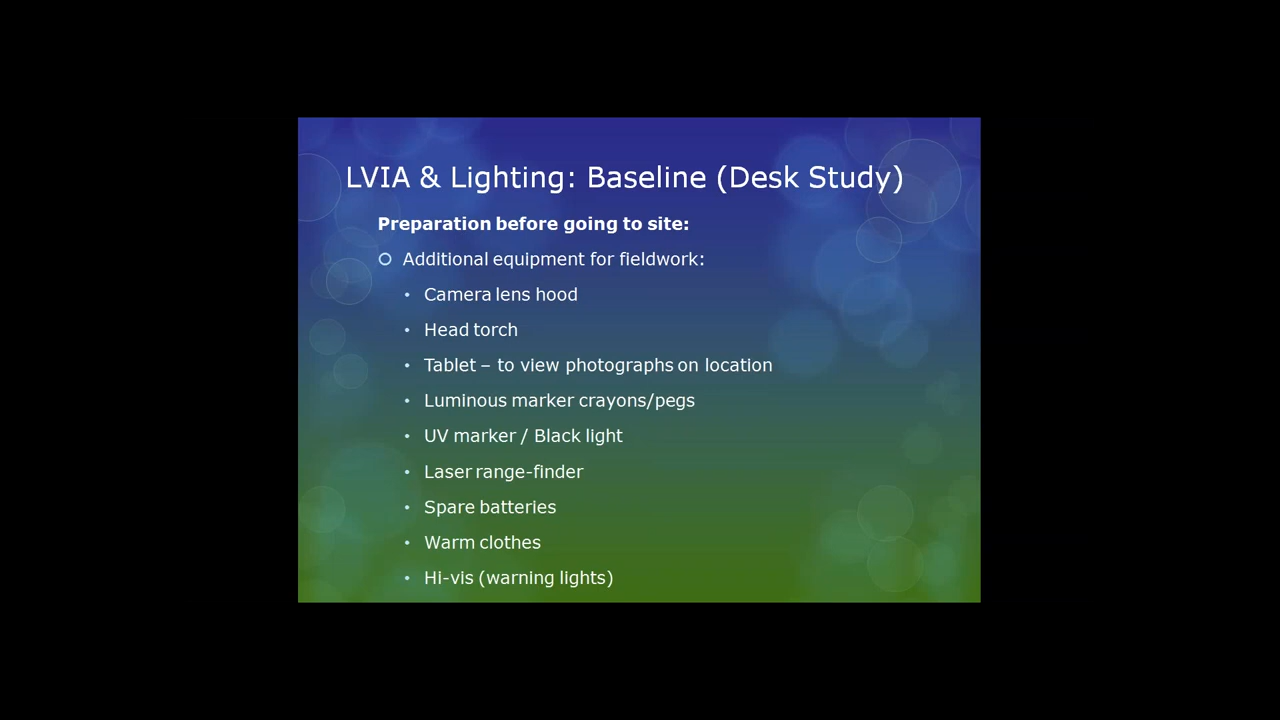 LVIA & Lighting: Baseline (Desk Study)
Preparation before going to site:
Additional equipment for fieldwork:
• Camera lens hood
• Head torch
• Tablet – to view photographs on location
• Luminous marker crayons/pegs
• UV marker / Black light
• Laser range-finder
• Spare batteries
• Warm clothes
• Hi-vis (warning lights)